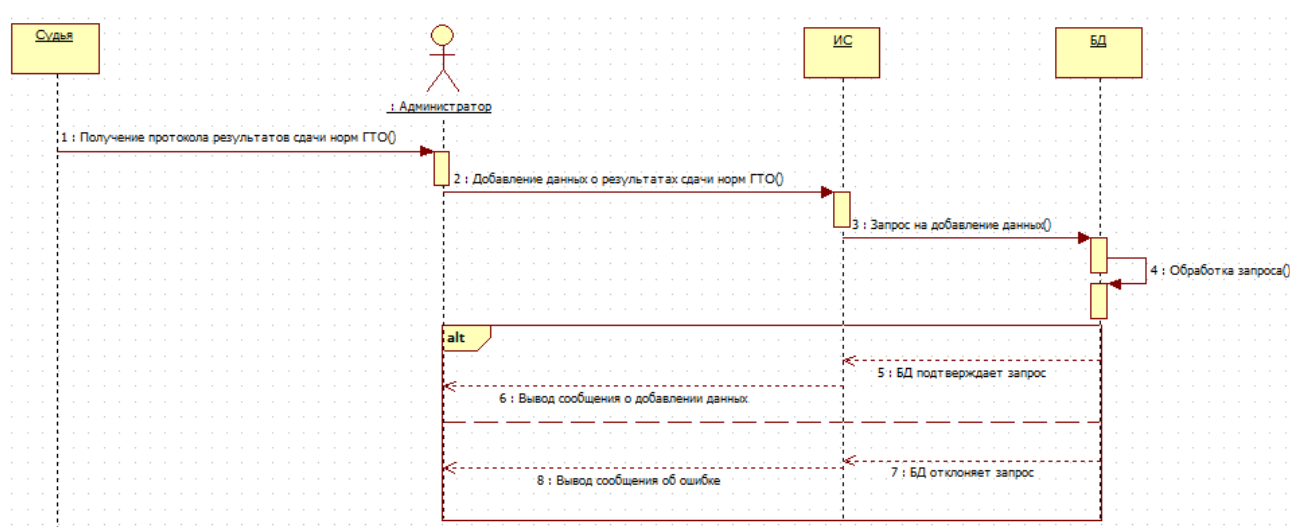 Судья
ИС
БД
: Администратор
1 : Получение протокола результатов сдачи норм ГТО()
2 : Добавление данных о результатах сдачи норм ГТО()
3 : Запрос на добавление данных()
4 : Обработка запроса()
alt
5 : БД подтверждает запрос
6 : Вывод сообщения о добавлении данных
7 : БД отклоняет запрос
8 : Вывод сообщения об ошибке